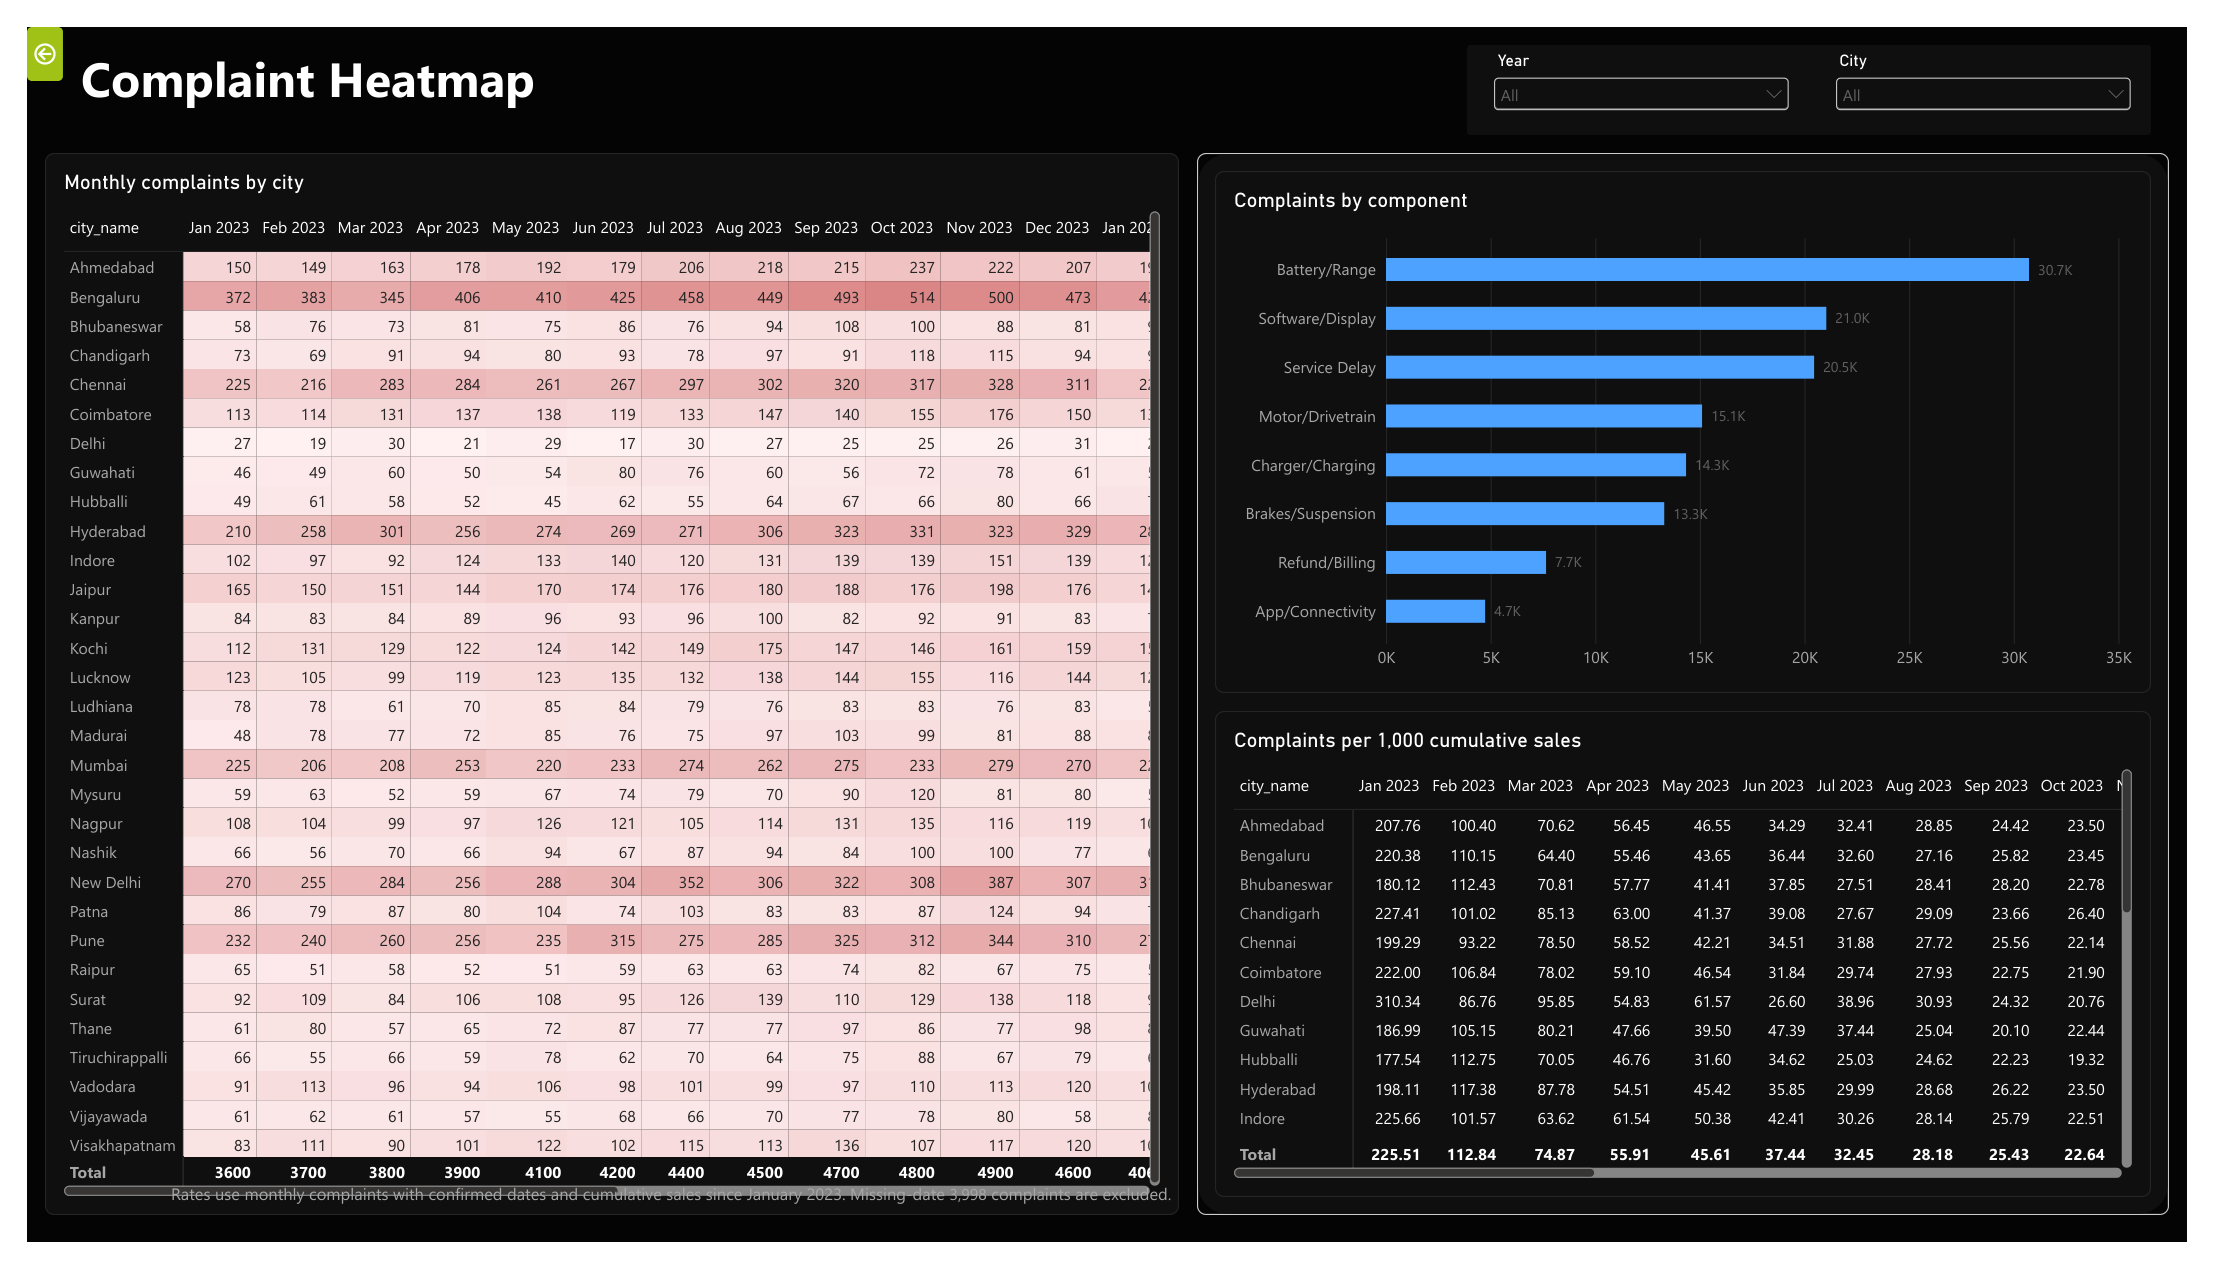 Complaint Heatmap
Year
All
City
All
Monthly complaints by city
city_name Jan 2023 Feb 2023 Mar 2023 Apr 2023 May 2023 Jun 2023 Jul 2023 Aug 2023 Sep 2023 Oct 2023 Nov 2023 Dec 2023 Jan 202
Ahmedabad 150 149 163 178 192 179 206 218 215 237 222 207
Bengaluru 372 383 345 406 410 425 458 449 493 514 500 473
Bhubaneswar 58 76 73 81 75 86 76 94 108 100 88 81
Chandigarh 73 69 91 94 80 93 78 97 91 118 115 94
Chennai 225 216 283 284 261 267 297 302 320 317 328 311
Coimbatore 113 114 131 137 138 119 133 147 140 155 176 150
Delhi 27 19 30 21 29 17 30 27 25 25 26 31
Guwahati 46 49 60 50 54 80 76 60 56 72 78 61
Hubballi 49 61 58 52 45 62 55 64 67 66 80 66
Hyderabad 210 258 301 256 274 269 271 306 323 331 323 329
Indore 102 97 92 124 133 140 120 131 139 139 151 139
Jaipur 165 150 151 144 170 174 176 180 188 176 198 176
Kanpur 84 83 84 89 96 93 96 100 82 92 91 83
Kochi 112 131 129 122 124 142 149 175 147 146 161 159
Lucknow 123 105 99 119 123 135 132 138 144 155 116 144
Ludhiana 78 78 61 70 85 84 79 76 83 83 76 83
Madurai 48 78 77 72 85 76 75 97 103 99 81 88
Mumbai 225 206 208 253 220 233 274 262 275 233 279 270
Mysuru 59 63 52 59 67 74 79 70 90 120 81 80
Nagpur 108 104 99 97 126 121 105 114 131 135 116 119
Nashik 66 56 70 66 94 67 87 94 84 100 100 77
New Delhi 270 255 284 256 288 304 352 306 322 308 387 307
Patna 86 79 87 80 104 74 103 83 83 87 124 94
Pune 232 240 260 256 235 315 275 285 325 312 344 310
Raipur 65 51 58 52 51 59 63 63 74 82 67 75
Surat 92 109 84 106 108 95 126 139 110 129 138 118
Thane 61 80 57 65 72 87 77 77 97 86 77 98
Tiruchirappalli 66 55 66 59 78 62 70 64 75 88 67 79
Vadodara 91 113 96 94 106 98 101 99 97 110 113 120
Vijayawada 61 62 61 57 55 68 66 70 77 78 80 58
Visakhapatnam 83 111 90 101 122 102 115 113 136 107 117 120
Total 3600 3700 3800 3900 4100 4200 4400 4500 4700 4800 4900 4600
Rates use monthly complaints with confirmed dates and cumulative sales since January 2023. Missing-date 3,998 complaints are excluded.
Complaints by component
Battery/Range 30.7K
Software/Display 21.0K
Service Delay 20.5K
Motor/Drivetrain 15.1K
Charger/Charging 14.3K
Brakes/Suspension 13.3K
Refund/Billing 7.7K
App/Connectivity 4.7K
0K 5K 10K 15K 20K 25K 30K 35K
Complaints per 1,000 cumulative sales
city_name Jan 2023 Feb 2023 Mar 2023 Apr 2023 May 2023 Jun 2023 Jul 2023 Aug 2023 Sep 2023 Oct 2023
Ahmedabad 207.76 100.40 70.62 56.45 46.55 34.29 32.41 28.85 24.42 23.50
Bengaluru 220.38 110.15 64.40 55.46 43.65 36.44 32.60 27.16 25.82 23.45
Bhubaneswar 180.12 112.43 70.81 57.77 41.41 37.85 27.51 28.41 28.20 22.78
Chandigarh 227.41 101.02 85.13 63.00 41.37 39.08 27.67 29.09 23.66 26.40
Chennai 199.29 93.22 78.50 58.52 42.21 34.51 31.88 27.72 25.56 22.14
Coimbatore 222.00 106.84 78.02 59.10 46.54 31.84 29.74 27.93 22.75 21.90
Delhi 310.34 86.76 95.85 54.83 61.57 26.60 38.96 30.93 24.32 20.76
Guwahati 186.99 105.15 80.21 47.66 39.50 47.39 37.44 25.04 20.10 22.44
Hubballi 177.54 112.75 70.05 46.76 31.60 34.62 25.03 24.62 22.23 19.32
Hyderabad 198.11 117.38 87.78 54.51 45.42 35.85 29.99 28.68 26.22 23.50
Indore 225.66 101.57 63.62 61.54 50.38 42.41 30.26 28.14 25.79 22.51
Total 225.51 112.84 74.87 55.91 45.61 37.44 32.45 28.18 25.43 22.64